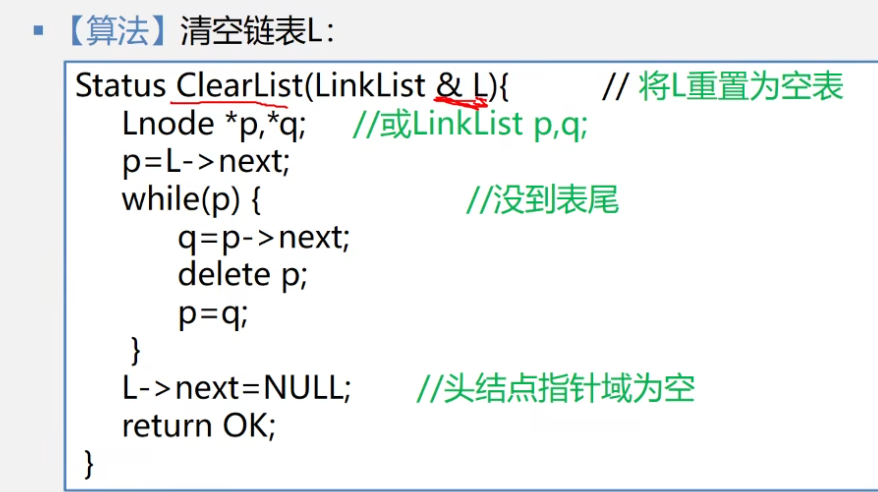 ▪【算法】清空链表L：
Status ClearList(LinkList & L){ // 将L重置为空表
Lnode *p,*q; //或LinkList p,q;
p=L->next;
while(p) { //没到表尾
q=p->next;
delete p;
p=q;
}
L->next=NULL; //头结点指针域为空
return OK;
}